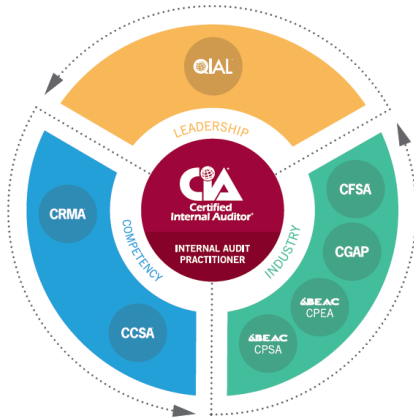 QIAL
LEADERSHIP
CIA
Certified
Internal Auditor®
INTERNAL AUDIT
PRACTITIONER
COMPETENCY
CRMA
CCSA
INDUSTRY
CFSA
CGAP
BEAC
CPEA
BEAC
CPSA